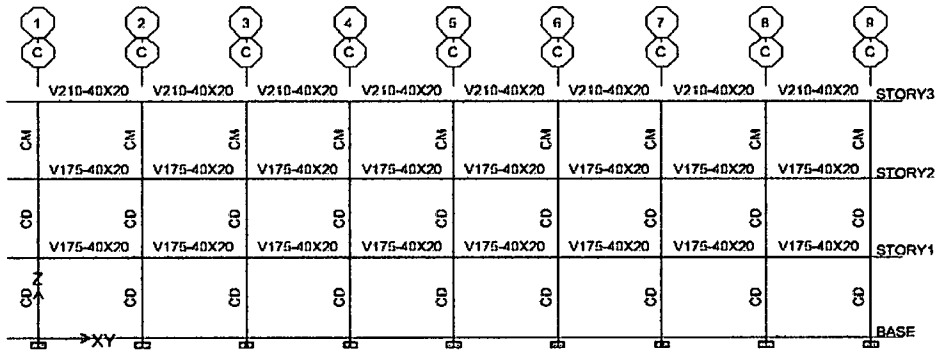 1 2 3 4 5 6 7 8 9
C C C C C C C C C
V210-40X20 V210-40X20 V210-40X20 V210-40X20 V210-40X20 V210-40X20 V210-40X20 V210-40X20 STORY3
CM CM CM CM CM CM CM CM CM
V175-40X20 V175-40X20 V175-40X20 V175-40X20 V175-40X20 V175-40X20 V175-40X20 V175-40X20 STORY2
CD CD CD CD CD CD CD CD CD
V175-40X20 V175-40X20 V175-40X20 V175-40X20 V175-40X20 V175-40X20 V175-40X20 V175-40X20 STORY1
Z
CD CD CD CD CD CD CD CD CD
XY BASE